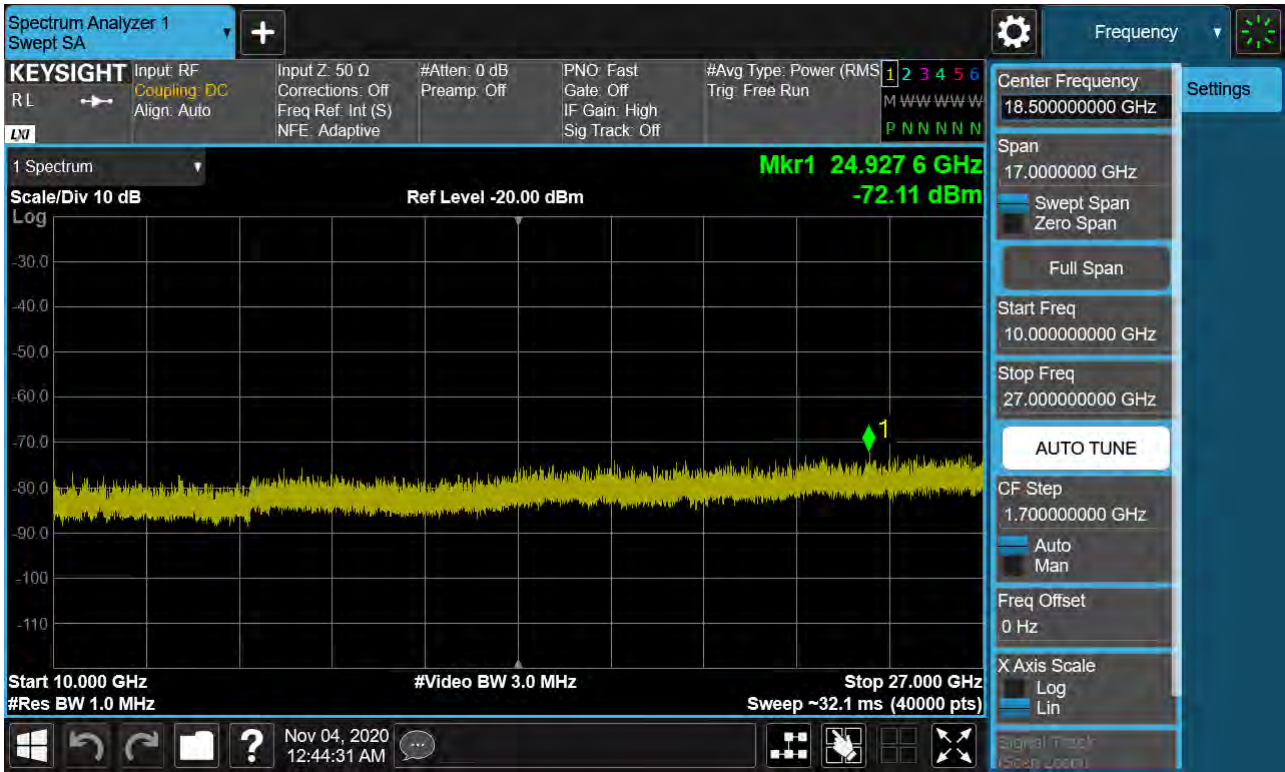 Spectrum Analyzer 1
Swept SA
+
Frequency
KEYSIGHT
RL
LXI
Input: RF
Coupling: DC
Align: Auto
Input Z: 50 Ω
Corrections: Off
Freq Ref: Int (S)
NFE: Adaptive
#Atten: 0 dB
Preamp: Off
PNO: Fast
Gate: Off
IF Gain: High
Sig Track: Off
#Avg Type: Power (RMS
Trig: Free Run
1 2 3 4 5 6
M W W W W W
P N N N N N
1 Spectrum
Mkr1 24.927 6 GHz
Scale/Div 10 dB
Ref Level -20.00 dBm
-72.11 dBm
Log
-30.0
-40.0
-50.0
-60.0
-70.0
1
-80.0
-90.0
-100
-110
Start 10.000 GHz
#Video BW 3.0 MHz
Stop 27.000 GHz
#Res BW 1.0 MHz
Sweep ~32.1 ms (40000 pts)
Center Frequency
18.500000000 GHz
Settings
Span
17.0000000 GHz
Swept Span
Zero Span
Full Span
Start Freq
10.000000000 GHz
Stop Freq
27.000000000 GHz
AUTO TUNE
CF Step
1.700000000 GHz
Auto
Man
Freq Offset
0 Hz
X Axis Scale
Log
Lin
Signal Track
(Span Zoom)
?
Nov 04, 2020
12:44:31 AM